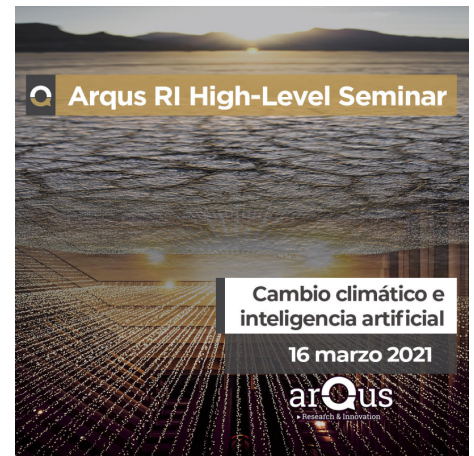 Arqus RI High-Level Seminar
Cambio climático e
inteligencia artificial
16 marzo 2021
arQus
Research & Innovation